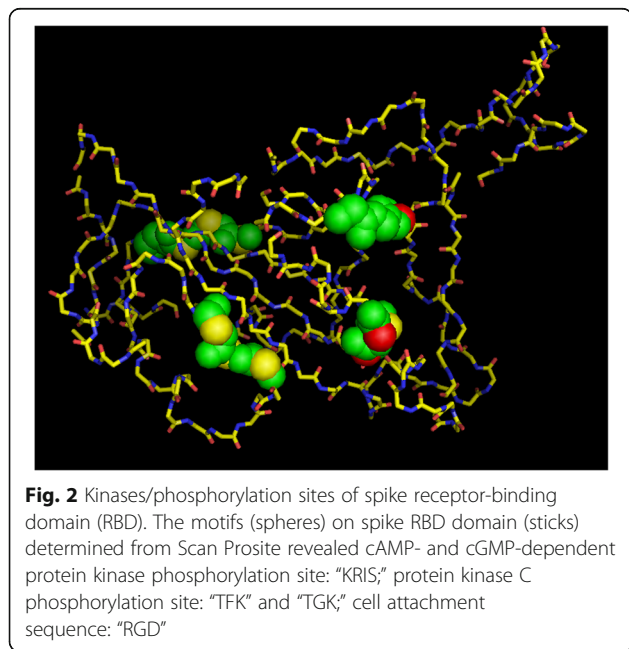 Fig. 2 Kinases/phosphorylation sites of spike receptor-binding
domain (RBD). The motifs (spheres) on spike RBD domain (sticks)
determined from Scan Prosite revealed cAMP- and cGMP-dependent
protein kinase phosphorylation site: “KRIS;” protein kinase C
phosphorylation site: “TFK” and “TGK;” cell attachment
sequence: “RGD”